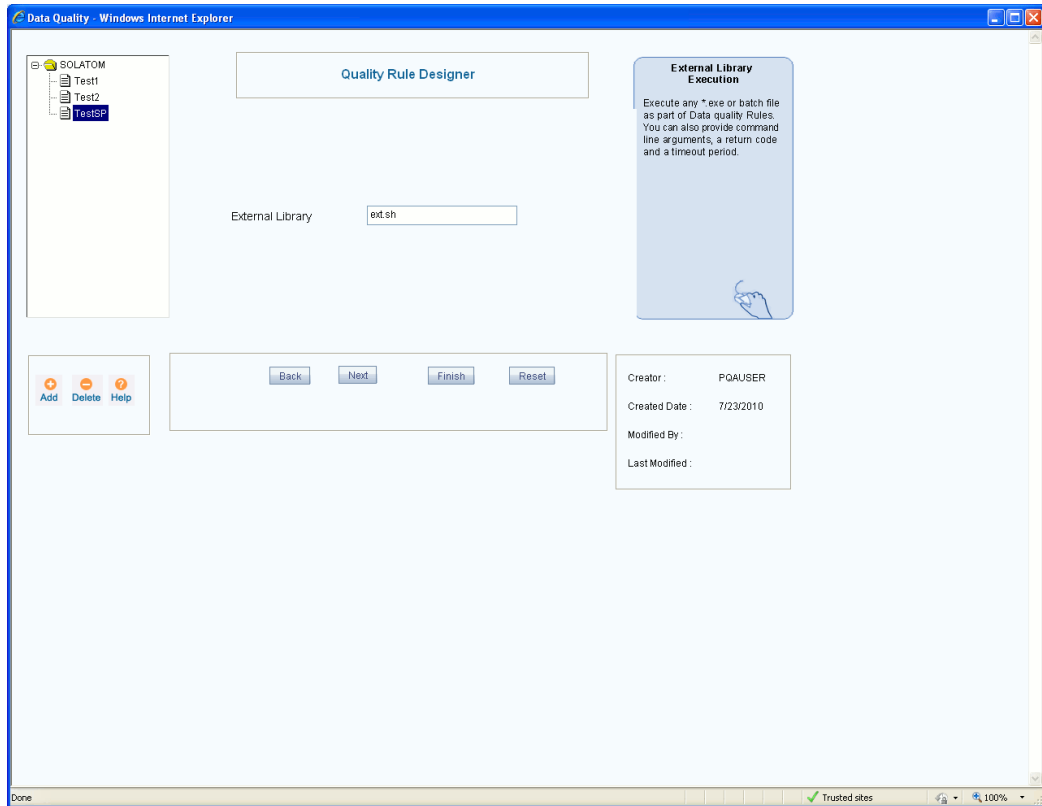 Data Quality - Windows Internet Explorer
SOLATOM
Test1
Test2
TestSP
Quality Rule Designer
External Library
ext.sh
External Library
Execution
Execute any *.exe or batch file
as part of Data quality Rules.
You can also provide command
line arguments, a return code
and a timeout period.
Add Delete Help
Back Next Finish Reset
Creator : PQAUSER
Created Date : 7/23/2010
Modified By :
Last Modified :
Done Trusted sites 100%